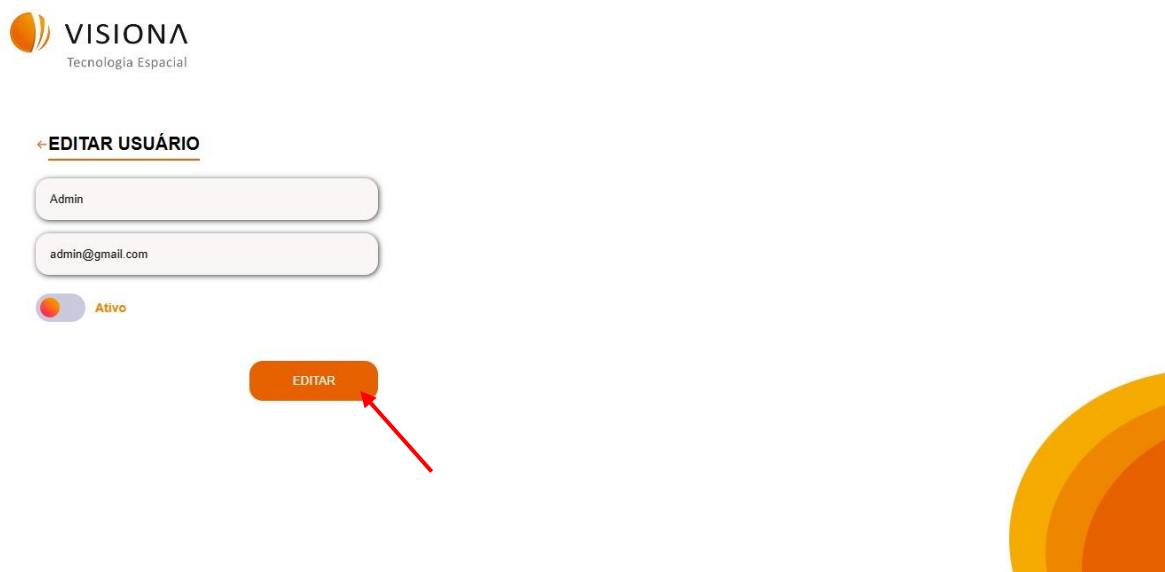 VISIONA
Tecnologia Espacial
←EDITAR USUÁRIO
Admin
admin@gmail.com
Ativo
EDITAR